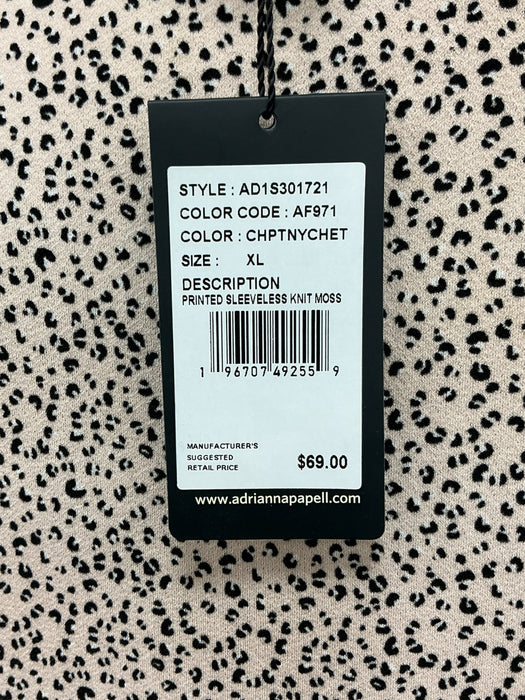 STYLE : AD1S301721
COLOR CODE : AF971
COLOR : CHPTNYCHET
SIZE : XL
DESCRIPTION
PRINTED SLEEVELESS KNIT MOSS
1 96707 49255 9
MANUFACTURER'S
SUGGESTED
RETAIL PRICE $69.00
www.adriannapapell.com